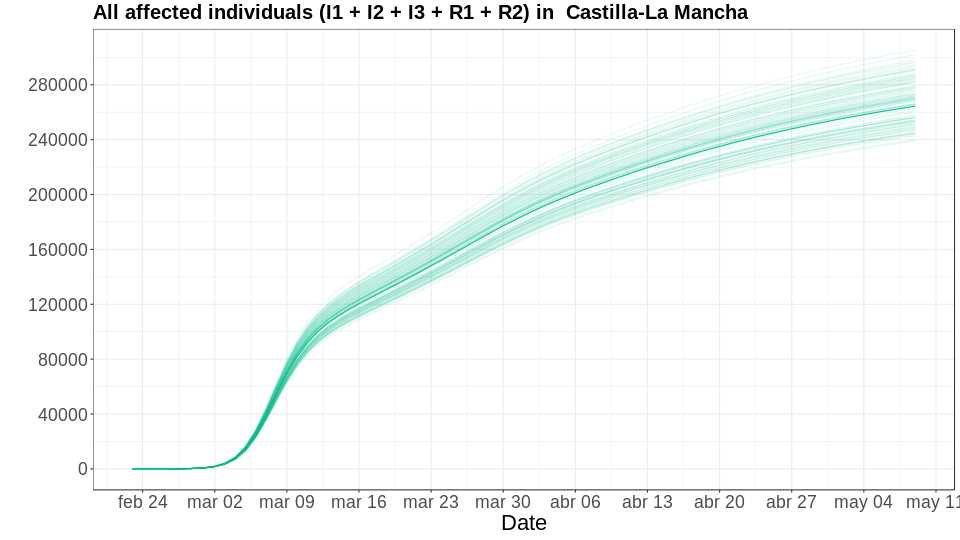 All affected individuals (I1 + I2 + I3 + R1 + R2) in  Castilla-La Mancha
280000
240000
200000
160000
120000
80000
40000
0
feb 24 mar 02 mar 09 mar 16 mar 23 mar 30 abr 06 abr 13 abr 20 abr 27 may 04 may 11
Date